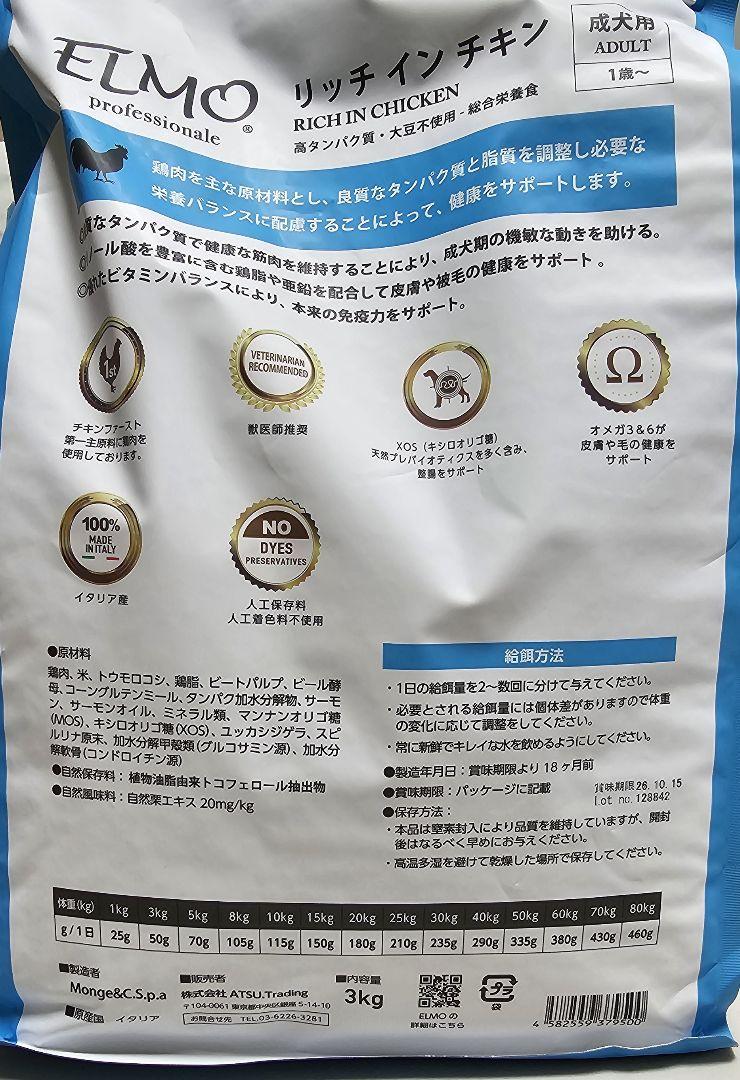 ELMO
professionale
®
リッチ イン チキン
RICH IN CHICKEN
高タンパク質・大豆不使用 - 総合栄養食
成犬用
ADULT
1歳～
鶏肉を主な原材料とし、良質なタンパク質と脂質を調整し必要な
栄養バランスに配慮することによって、健康をサポートします。
質なタンパク質で健康な筋肉を維持することにより、成犬期の機敏な動きを助ける。
ール酸を豊富に含む鶏脂や亜鉛を配合して皮膚や被毛の健康をサポート。
れたビタミンバランスにより、本来の免疫力をサポート。
1st
チキンファースト
第一主原料に鶏肉を
使用しております。
VETERINARIAN
RECOMMENDED
獣医師推奨
XOS（キシロオリゴ糖）
天然プレバイオティクスを多く含み、
整腸をサポート
Ω
オメガ3＆6が
皮膚や毛の健康を
サポート
100%
MADE
IN ITALY
イタリア産
NO
DYES
PRESERVATIVES
人工保存料
人工着色料不使用
●原材料
鶏肉、米、トウモロコシ、鶏脂、ビートパルプ、ビール酵
母、コーングルテンミール、タンパク加水分解物、サーモ
ン、サーモンオイル、ミネラル類、マンナンオリゴ糖
(MOS)、キシロオリゴ糖(XOS)、ユッカシジゲラ、スピ
ルリナ原末、加水分解甲殻類(グルコサミン源)、加水分
解軟骨(コンドロイチン源)
●自然保存料：植物油脂由来トコフェロール抽出物
●自然風味料：自然栗エキス 20mg/kg
給餌方法
・1日の給餌量を2～数回に分けて与えてください。
・必要とされる給餌量には個体差がありますので体重
の変化に応じて調整をしてください。
・常に新鮮でキレイな水を飲めるようにしてください。
●製造年月日：賞味期限より 18 ヶ月前
●賞味期限：パッケージに記載
賞味期限26.10.15
Lot no.128842
●保存方法：
・本品は窒素封入により品質を維持していますが、開封
後はなるべく早めにお与えください。
・高温多湿を避けて乾燥した場所で保存してください。
体重(kg) 1kg 3kg 5kg 8kg 10kg 15kg 20kg 25kg 30kg 40kg 50kg 60kg 70kg 80kg
g/1日 25g 50g 70g 105g 115g 150g 180g 210g 235g 290g 335g 380g 430g 460g
■製造者
Monge&C.S.p.a
■原産国 イタリア
■販売者
株式会社 ATSU.Trading
〒104-0061 東京都中央区銀座 5-14-10
お問合せ先 TEL.03-6226-3281
■内容量
3kg
ELMO の
詳細はこちら
プラ
袋
4 582559 379500